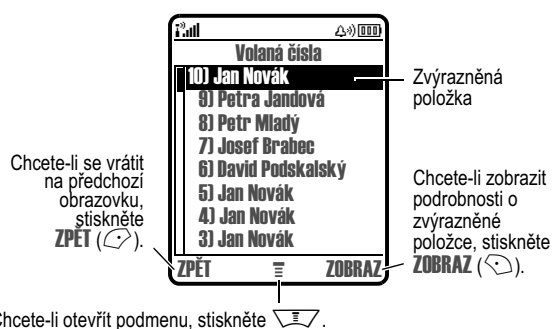 Volaná čísla
10) Jan Novák
9) Petra Jandová
8) Petr Mladý
7) Josef Brabec
6) David Podskalský
5) Jan Novák
4) Jan Novák
3) Jan Novák
ZPĚT
ZOBRAZ
Zvýrazněná
položka
Chcete-li se vrátit
na předchozí
obrazovku,
stiskněte
ZPĚT ( ).
Chcete-li zobrazit
podrobnosti o
zvýrazněné
položce, stiskněte
ZOBRAZ ( ).
hcete-li otevřít podmenu, stiskněte .